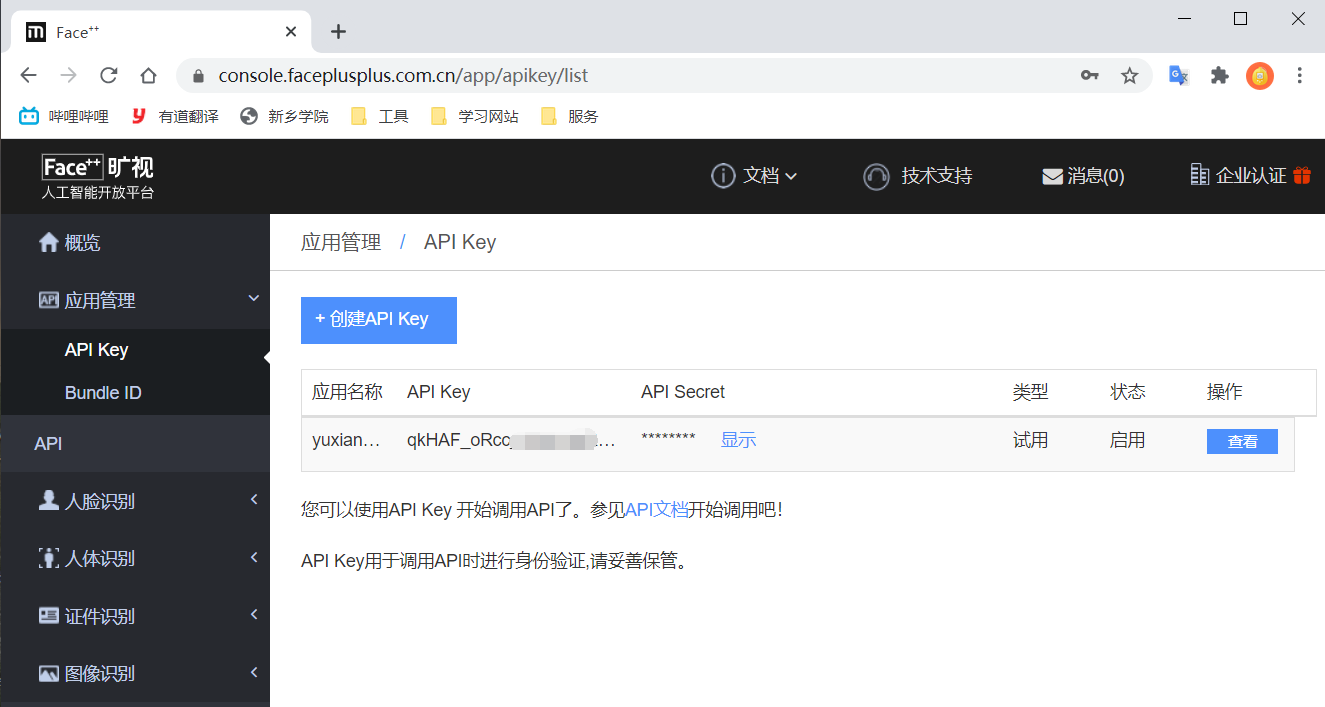 Face⁺⁺
console.faceplusplus.com.cn/app/apikey/list
哔哩哔哩 有道翻译 新乡学院 工具 学习网站 服务
Face⁺⁺ 旷视
人工智能开放平台
文档 技术支持 消息(0) 企业认证
概览
应用管理
API Key
Bundle ID
API
人脸识别
人体识别
证件识别
图像识别
应用管理 / API Key
+ 创建API Key
应用名称 API Key API Secret 类型 状态 操作
yuxian... qkHAF_oRcc ... ******** 显示 试用 启用 查看
您可以使用API Key 开始调用API了。参见API文档开始调用吧!
API Key用于调用API时进行身份验证,请妥善保管。